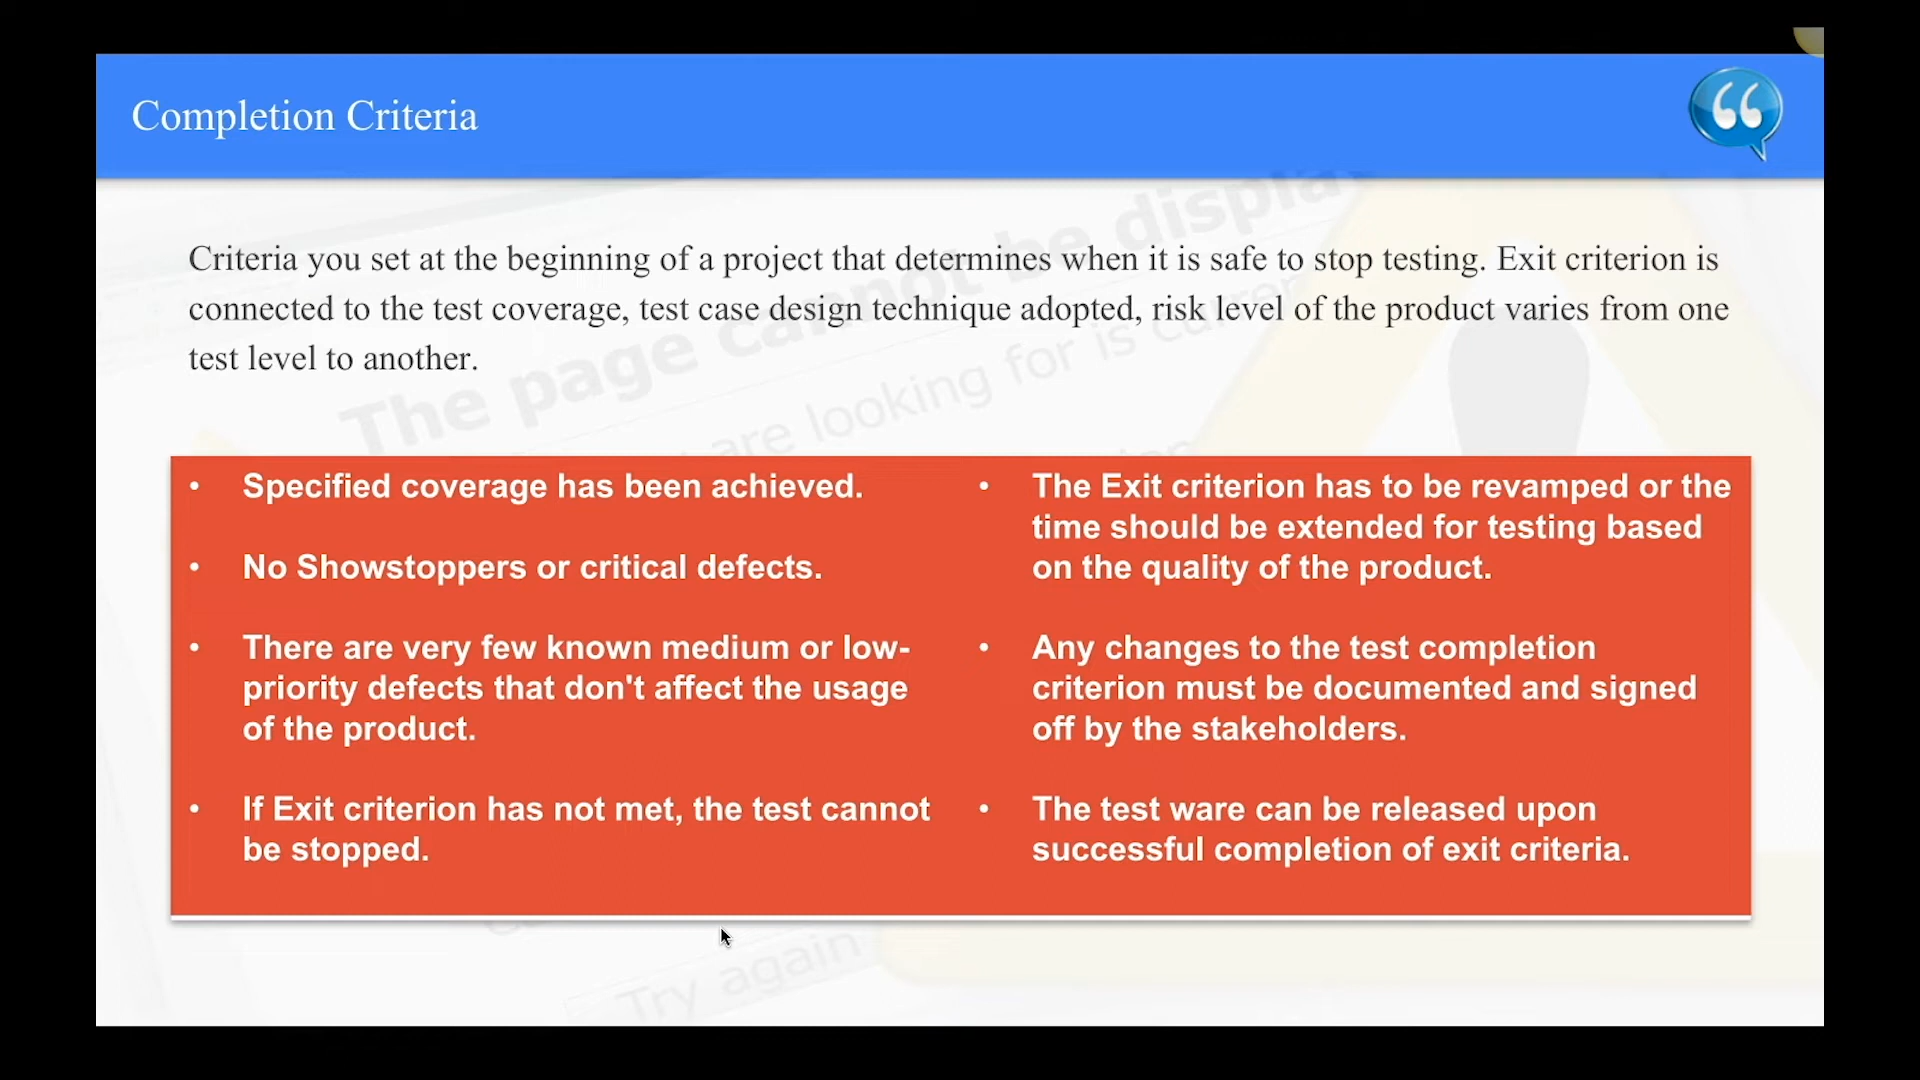 Completion Criteria
Criteria you set at the beginning of a project that determines when it is safe to stop testing. Exit criterion is
connected to the test coverage, test case design technique adopted, risk level of the product varies from one
test level to another.
• Specified coverage has been achieved.
• No Showstoppers or critical defects.
• There are very few known medium or low-
priority defects that don't affect the usage
of the product.
• If Exit criterion has not met, the test cannot
be stopped.
• The Exit criterion has to be revamped or the
time should be extended for testing based
on the quality of the product.
• Any changes to the test completion
criterion must be documented and signed
off by the stakeholders.
• The test ware can be released upon
successful completion of exit criteria.
The page cannot be
are looking for is
Try again